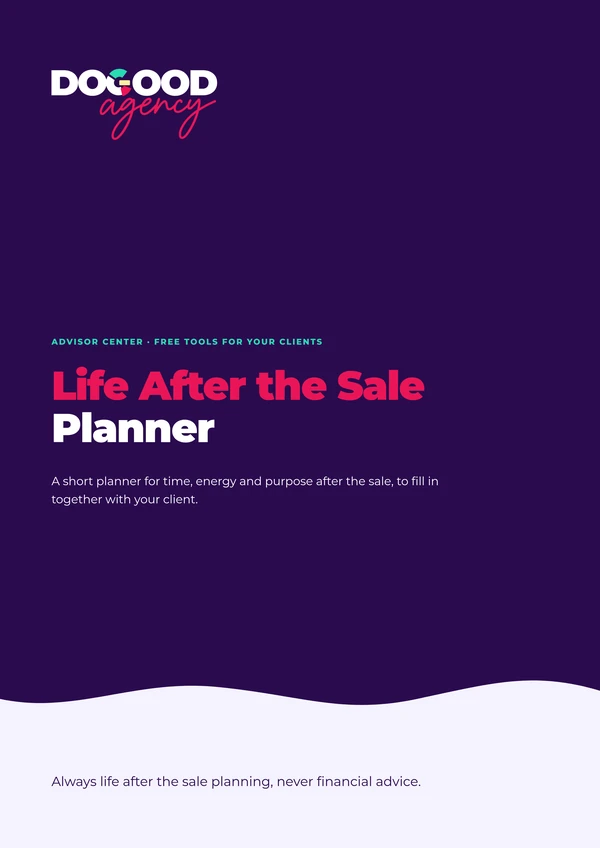 DOGOOD
agency
ADVISOR CENTER · FREE TOOLS FOR YOUR CLIENTS
Life After the Sale
Planner
A short planner for time, energy and purpose after the sale, to fill in
together with your client.
Always life after the sale planning, never financial advice.